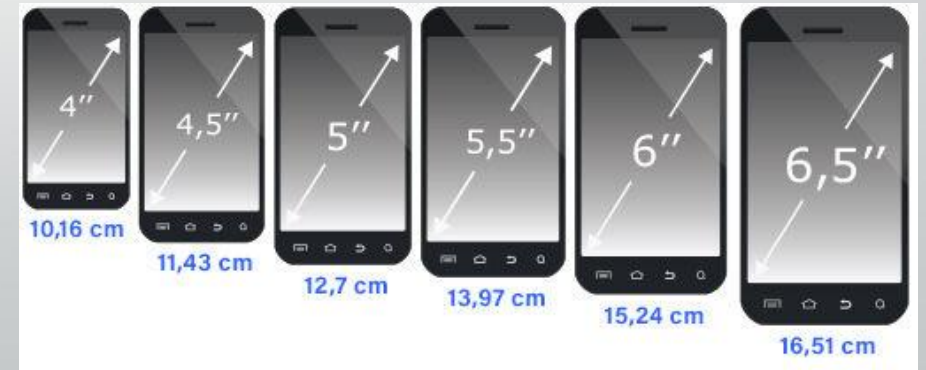 4’’
4,5’’
5’’
5,5’’
6’’
6,5’’
10,16 cm
11,43 cm
12,7 cm
13,97 cm
15,24 cm
16,51 cm